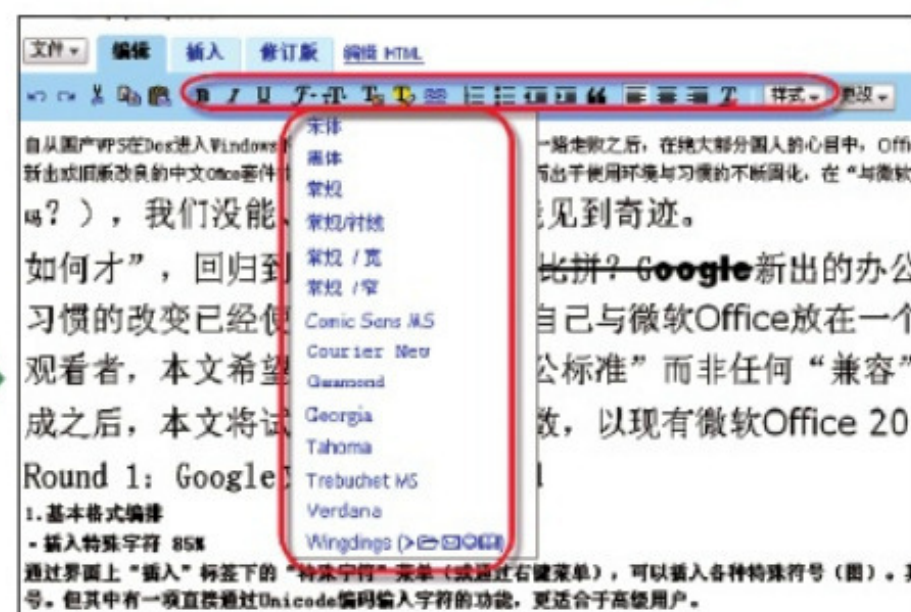 文件 编辑 插入 修订版 编辑 HTML
B I U 样式 更改
宋体
黑体
常规
常规/衬线
常规 / 宽
常规 / 窄
Comic Sans MS
Courier New
Garamond
Georgia
Tahoma
Trebuchet MS
Verdana
Wingdings
自从国产WPS在Dos进入Windows 一路走败之后，在绝大部分国人的心目中，Offi
新出或旧版改良的中文Office套件 而出于使用环境与习惯的不断固化，在“与微软
吗？），我们没能 见到奇迹。
如何才”，回归到 比拼？Google新出的办公
习惯的改变已经使 自己与微软Office放在一个
观看者，本文希望 公标准”而非任何“兼容”
成之后，本文将试 数，以现有微软Office 20
Round 1: Google
1.基本格式编排
- 插入特殊字符 85%
通过界面上“插入”标签下的“特殊字符”菜单（或通过右键菜单），可以插入各种特殊符号（图）。
号。但其中有一项直接通过Unicode编码输入字符的功能，更适合于高级用户。